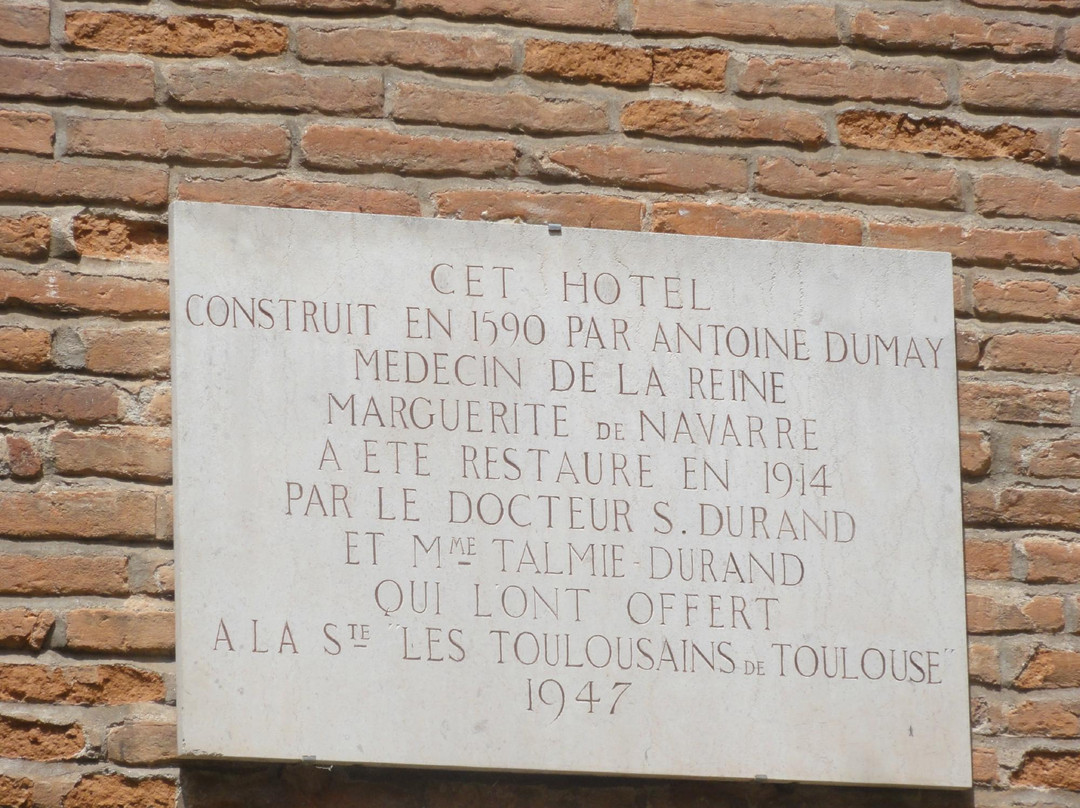 CET HOTEL
CONSTRUIT EN 1590 PAR ANTOINE DUMAY
MEDECIN DE LA REINE
MARGUERITE DE NAVARRE
A ETE RESTAURE EN 1914
PAR LE DOCTEUR S. DURAND
ET MME TALMIE-DURAND
QUI L'ONT OFFERT
A LA STE "LES TOULOUSAINS DE TOULOUSE"
1947